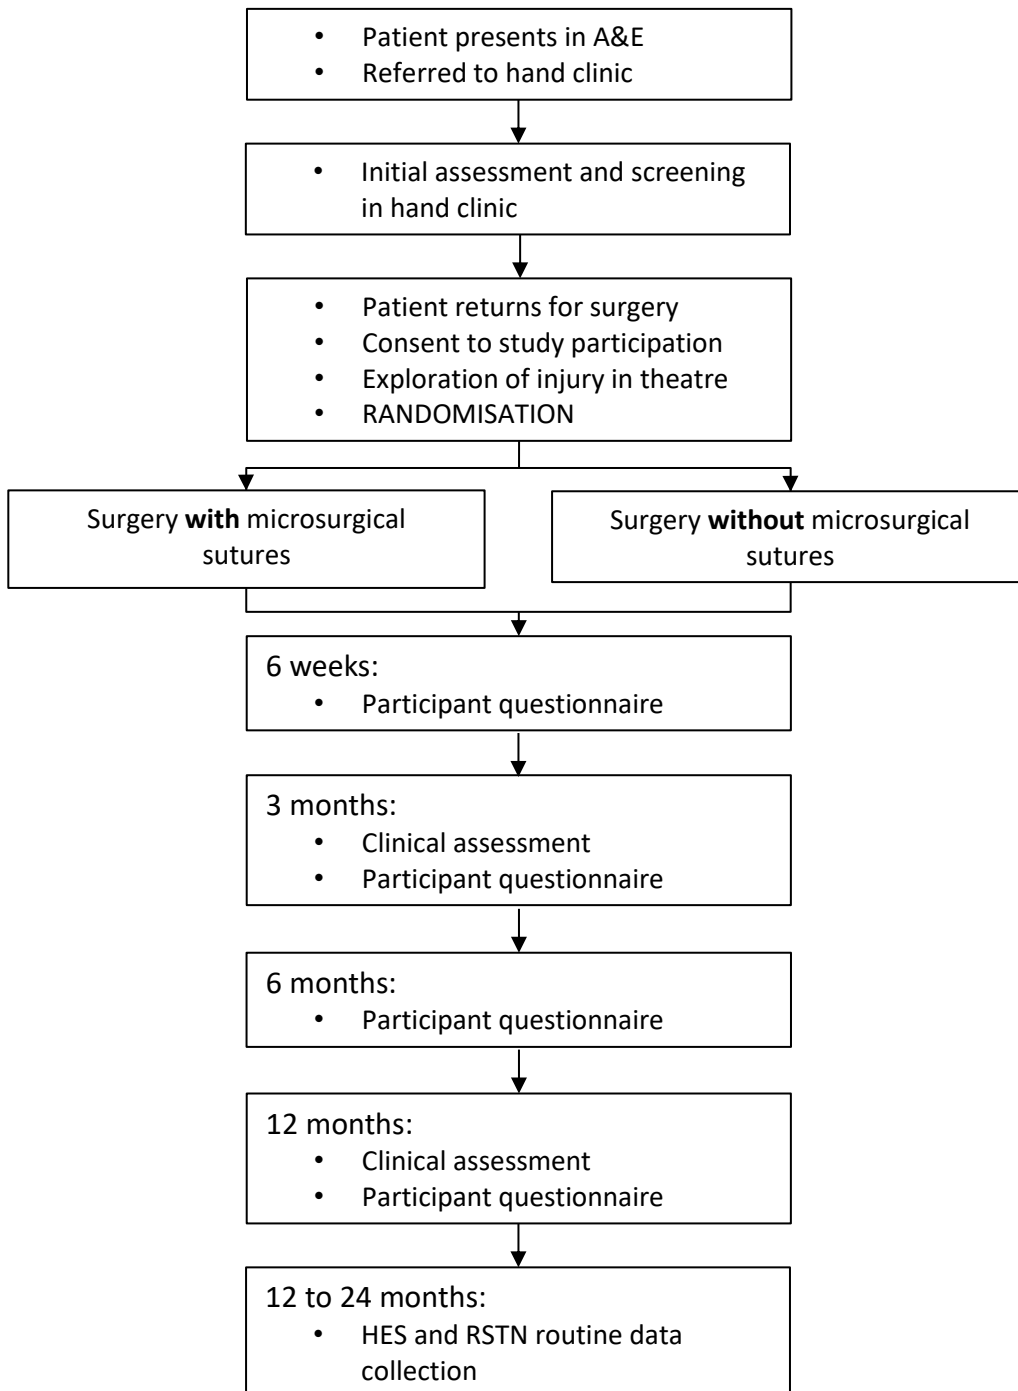 • Patient presents in A&E
• Referred to hand clinic
• Initial assessment and screening
in hand clinic
• Patient returns for surgery
• Consent to study participation
• Exploration of injury in theatre
• RANDOMISATION
Surgery with microsurgical
sutures
Surgery without microsurgical
sutures
6 weeks:
• Participant questionnaire
3 months:
• Clinical assessment
• Participant questionnaire
6 months:
• Participant questionnaire
12 months:
• Clinical assessment
• Participant questionnaire
12 to 24 months:
• HES and RSTN routine data
collection